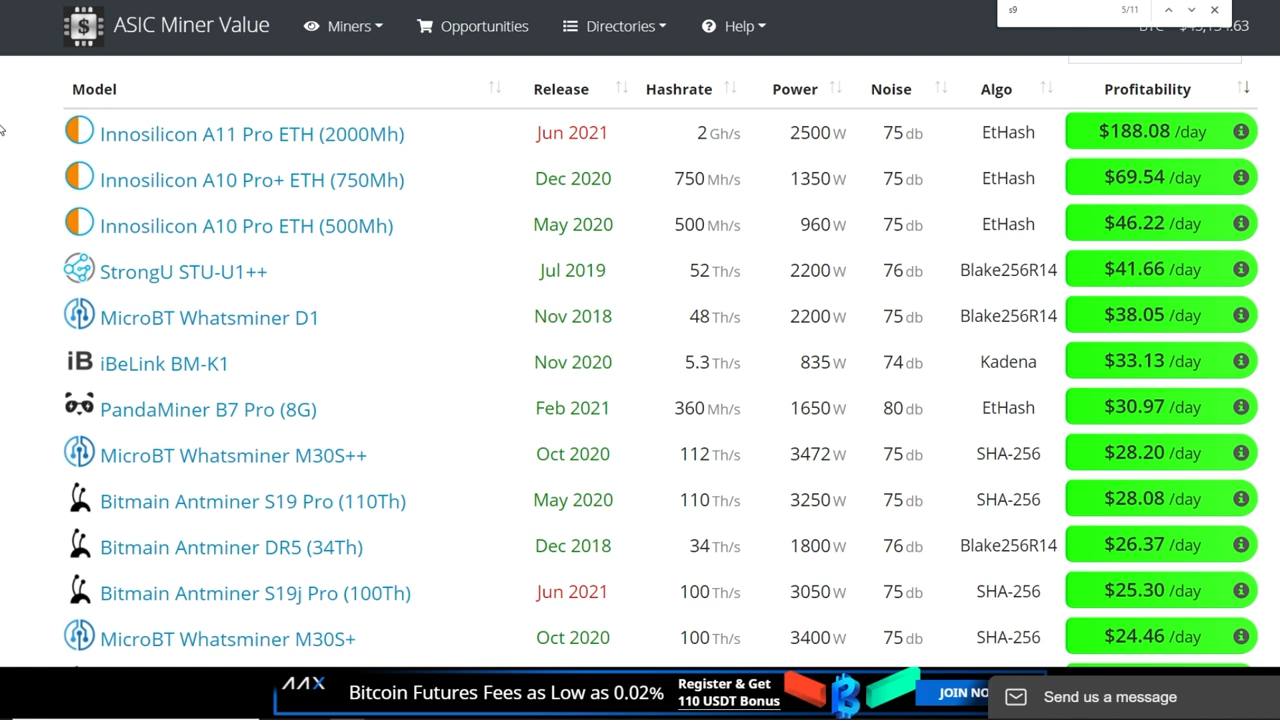 s9 5/11
ASIC Miner Value Miners Opportunities Directories Help
Model Release Hashrate Power Noise Algo Profitability
Innosilicon A11 Pro ETH (2000Mh) Jun 2021 2 Gh/s 2500 W 75 db EtHash $188.08 /day
Innosilicon A10 Pro+ ETH (750Mh) Dec 2020 750 Mh/s 1350 W 75 db EtHash $69.54 /day
Innosilicon A10 Pro ETH (500Mh) May 2020 500 Mh/s 960 W 75 db EtHash $46.22 /day
StrongU STU-U1++ Jul 2019 52 Th/s 2200 W 76 db Blake256R14 $41.66 /day
MicroBT Whatsminer D1 Nov 2018 48 Th/s 2200 W 75 db Blake256R14 $38.05 /day
iB iBeLink BM-K1 Nov 2020 5.3 Th/s 835 W 74 db Kadena $33.13 /day
PandaMiner B7 Pro (8G) Feb 2021 360 Mh/s 1650 W 80 db EtHash $30.97 /day
MicroBT Whatsminer M30S++ Oct 2020 112 Th/s 3472 W 75 db SHA-256 $28.20 /day
Bitmain Antminer S19 Pro (110Th) May 2020 110 Th/s 3250 W 75 db SHA-256 $28.08 /day
Bitmain Antminer DR5 (34Th) Dec 2018 34 Th/s 1800 W 76 db Blake256R14 $26.37 /day
Bitmain Antminer S19j Pro (100Th) Jun 2021 100 Th/s 3050 W 75 db SHA-256 $25.30 /day
MicroBT Whatsminer M30S+ Oct 2020 100 Th/s 3400 W 75 db SHA-256 $24.46 /day
AAX Bitcoin Futures Fees as Low as 0.02% Register & Get
110 USDT Bonus
JOIN NO
Send us a message